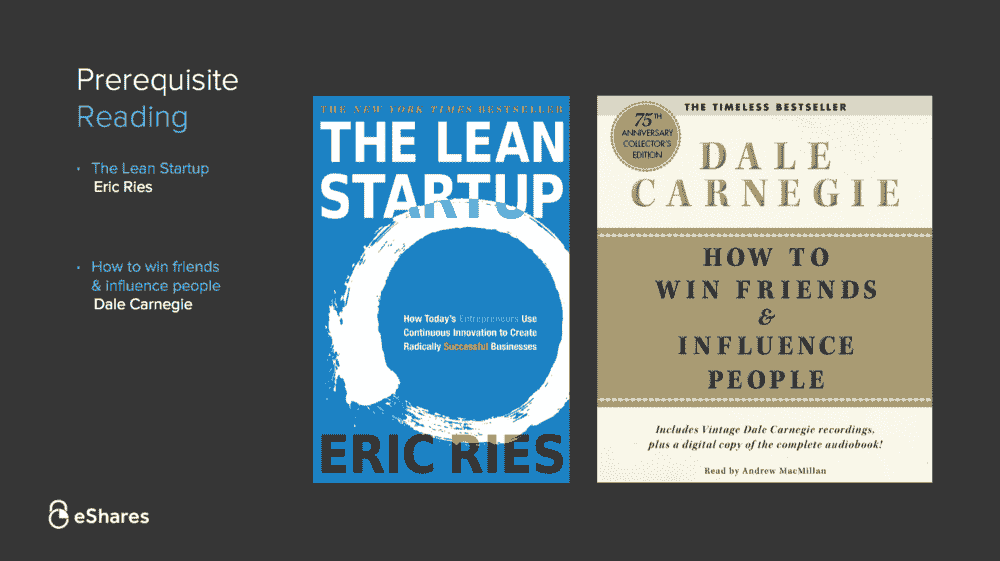 Prerequisite
Reading
The Lean Startup
Eric Ries
How to win friends
& influence people
Dale Carnegie
THE NEW YORK TIMES BESTSELLER
THE LEAN
STARTUP
How Today's Entrepreneurs Use
Continuous Innovation to Create
Radically Successful Businesses
ERIC RIES
THE TIMELESS BESTSELLER
75TH
ANNIVERSARY
COLLECTOR'S
EDITION
DALE
CARNEGIE
HOW TO
WIN FRIENDS
&
INFLUENCE
PEOPLE
Includes Vintage Dale Carnegie recordings,
plus a digital copy of the complete audiobook!
Read by Andrew MacMillan
eShares